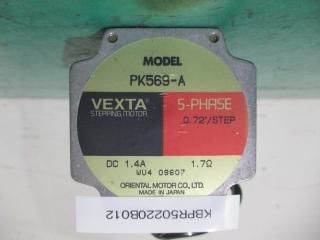 MODEL
PK569-A
VEXTA 5-PHASE
STEPPING MOTOR 0.72°/STEP
DC 1.4A 1.7Ω
WU4 09607
ORIENTAL MOTOR CO., LTD.
MADE IN JAPAN
KBPR50220B012